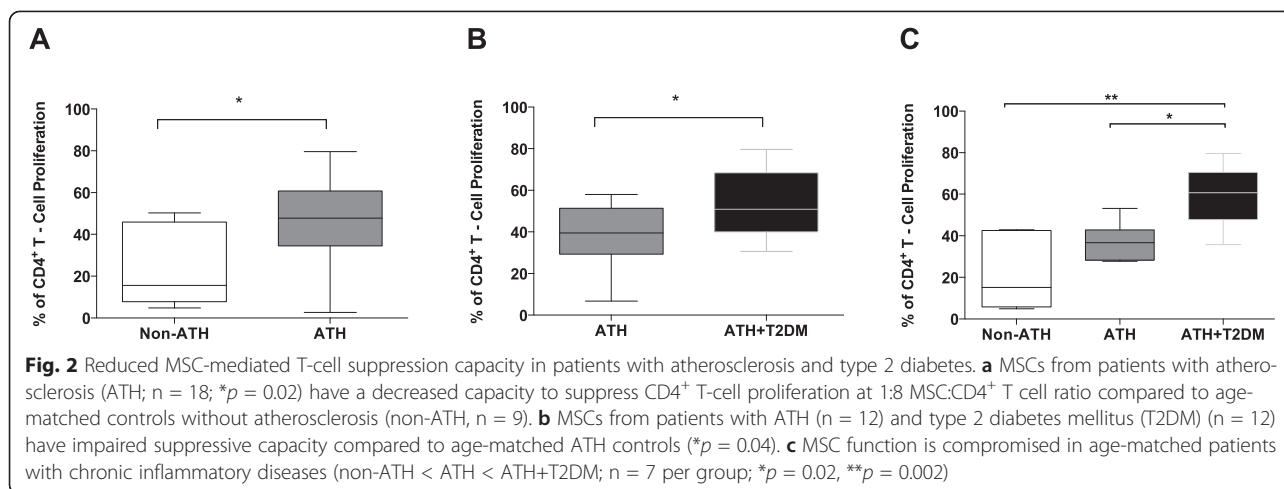 A
B
C
% of CD4⁺ T - Cell Proliferation
100
80
60
40
20
0
*
Non-ATH
ATH
% of CD4⁺ T - Cell Proliferation
100
80
60
40
20
0
*
ATH
ATH+T2DM
% of CD4⁺ T - Cell Proliferation
100
80
60
40
20
0
**
*
Non-ATH
ATH
ATH+T2DM
Fig. 2 Reduced MSC-mediated T-cell suppression capacity in patients with atherosclerosis and type 2 diabetes. a MSCs from patients with athero-
sclerosis (ATH; n = 18; *p = 0.02) have a decreased capacity to suppress CD4⁺ T-cell proliferation at 1:8 MSC:CD4⁺ T cell ratio compared to age-
matched controls without atherosclerosis (non-ATH, n = 9). b MSCs from patients with ATH (n = 12) and type 2 diabetes mellitus (T2DM) (n = 12)
have impaired suppressive capacity compared to age-matched ATH controls (*p = 0.04). c MSC function is compromised in age-matched patients
with chronic inflammatory diseases (non-ATH < ATH < ATH+T2DM; n = 7 per group; *p = 0.02, **p = 0.002)